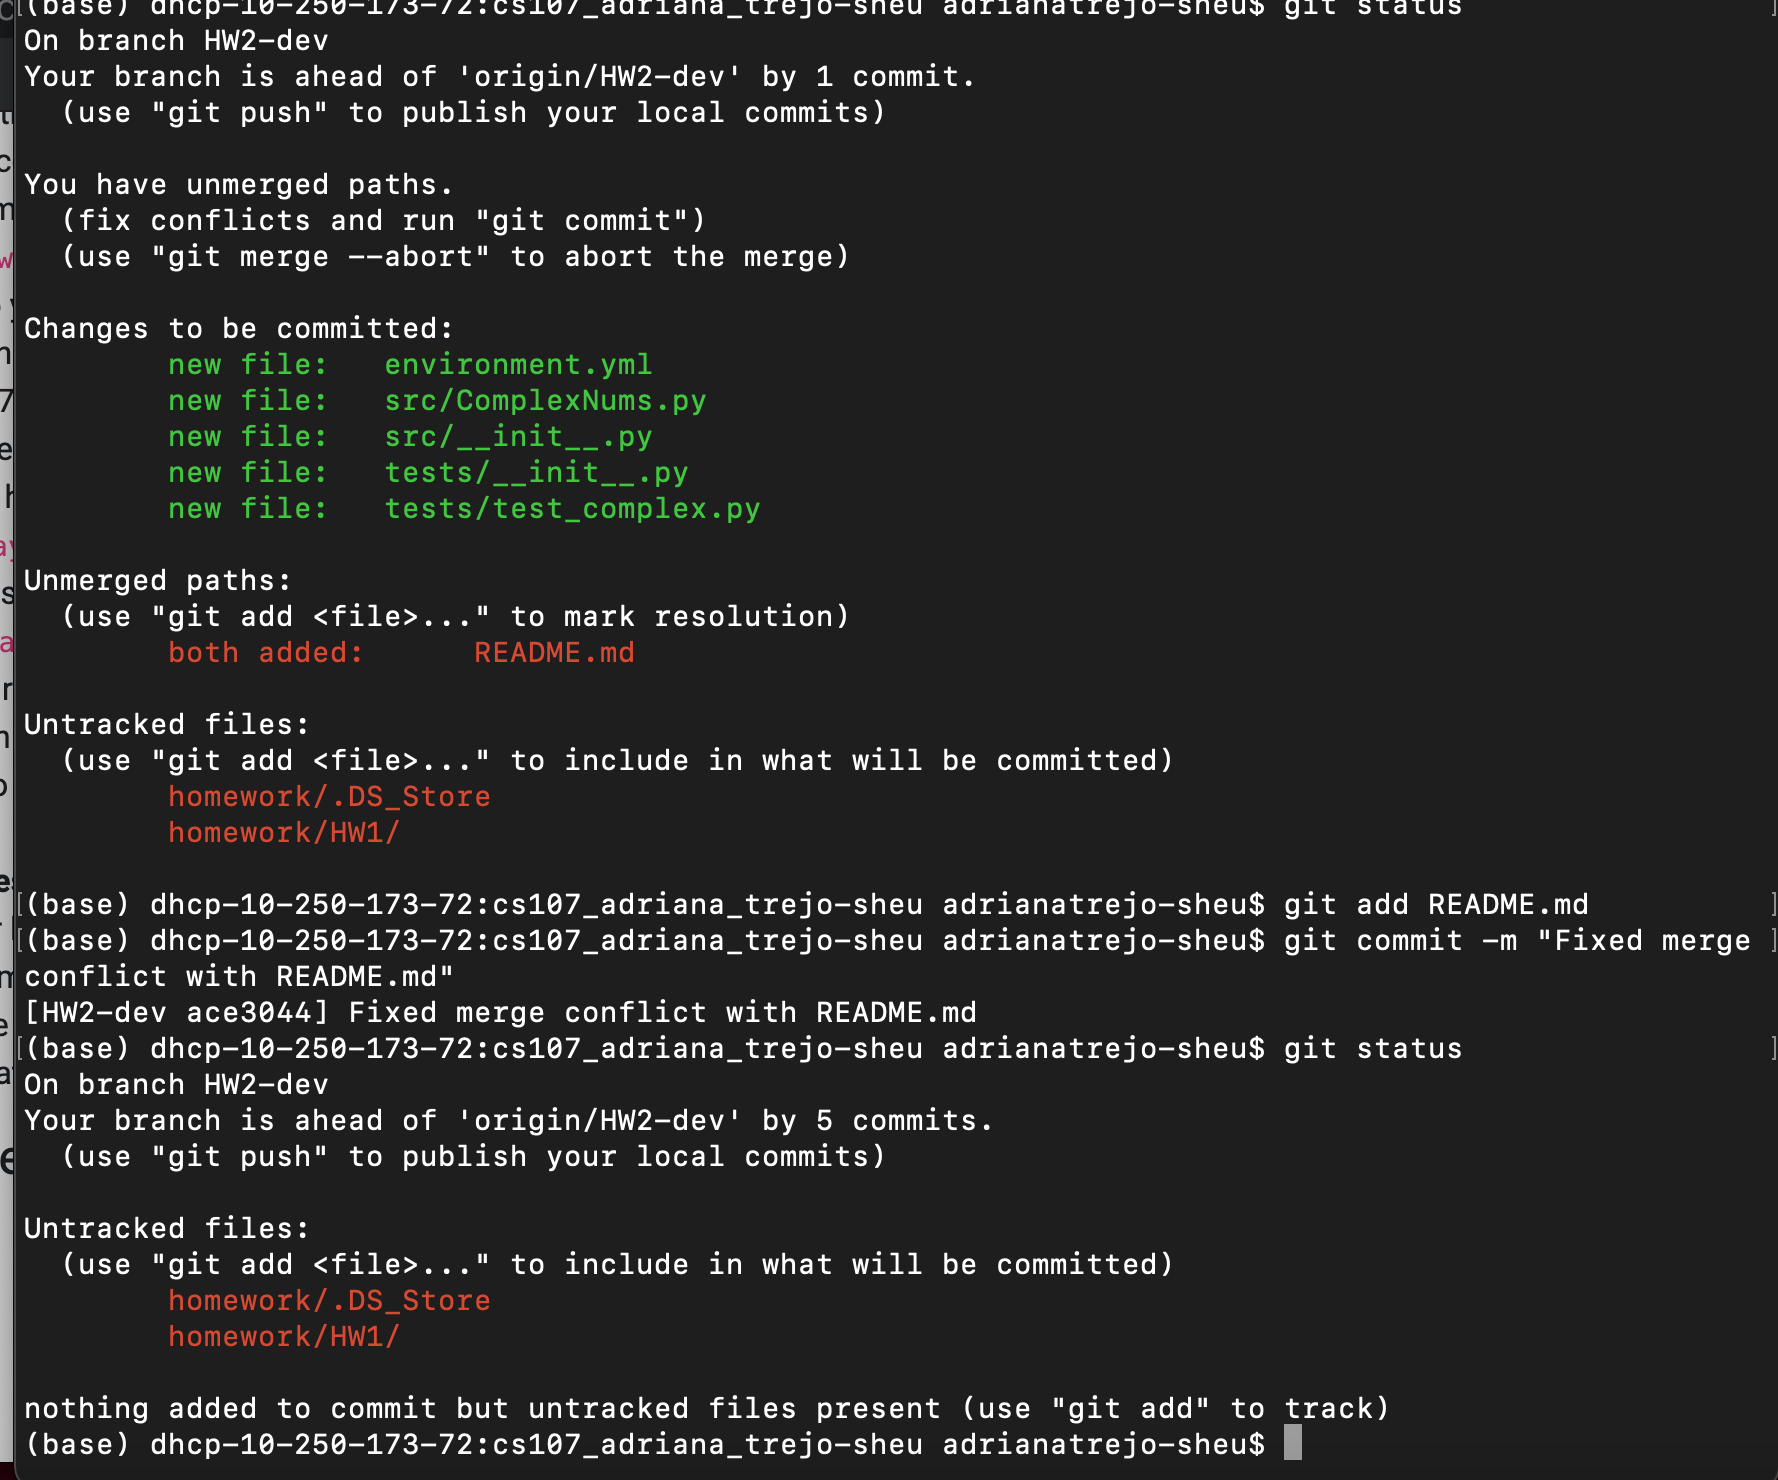 (base) dhcp-10-250-173-72:cs107_adriana_trejo-sheu adrianatrejo-sheu$ git status
On branch HW2-dev
Your branch is ahead of 'origin/HW2-dev' by 1 commit.
  (use "git push" to publish your local commits)

You have unmerged paths.
  (fix conflicts and run "git commit")
  (use "git merge --abort" to abort the merge)

Changes to be committed:
        new file:   environment.yml
        new file:   src/ComplexNums.py
        new file:   src/__init__.py
        new file:   tests/__init__.py
        new file:   tests/test_complex.py

Unmerged paths:
  (use "git add <file>..." to mark resolution)
        both added:      README.md

Untracked files:
  (use "git add <file>..." to include in what will be committed)
        homework/.DS_Store
        homework/HW1/

[(base) dhcp-10-250-173-72:cs107_adriana_trejo-sheu adrianatrejo-sheu$ git add README.md ]
[(base) dhcp-10-250-173-72:cs107_adriana_trejo-sheu adrianatrejo-sheu$ git commit -m "Fixed merge ]
conflict with README.md"
[HW2-dev ace3044] Fixed merge conflict with README.md
[(base) dhcp-10-250-173-72:cs107_adriana_trejo-sheu adrianatrejo-sheu$ git status ]
On branch HW2-dev
Your branch is ahead of 'origin/HW2-dev' by 5 commits.
  (use "git push" to publish your local commits)

Untracked files:
  (use "git add <file>..." to include in what will be committed)
        homework/.DS_Store
        homework/HW1/

nothing added to commit but untracked files present (use "git add" to track)
(base) dhcp-10-250-173-72:cs107_adriana_trejo-sheu adrianatrejo-sheu$